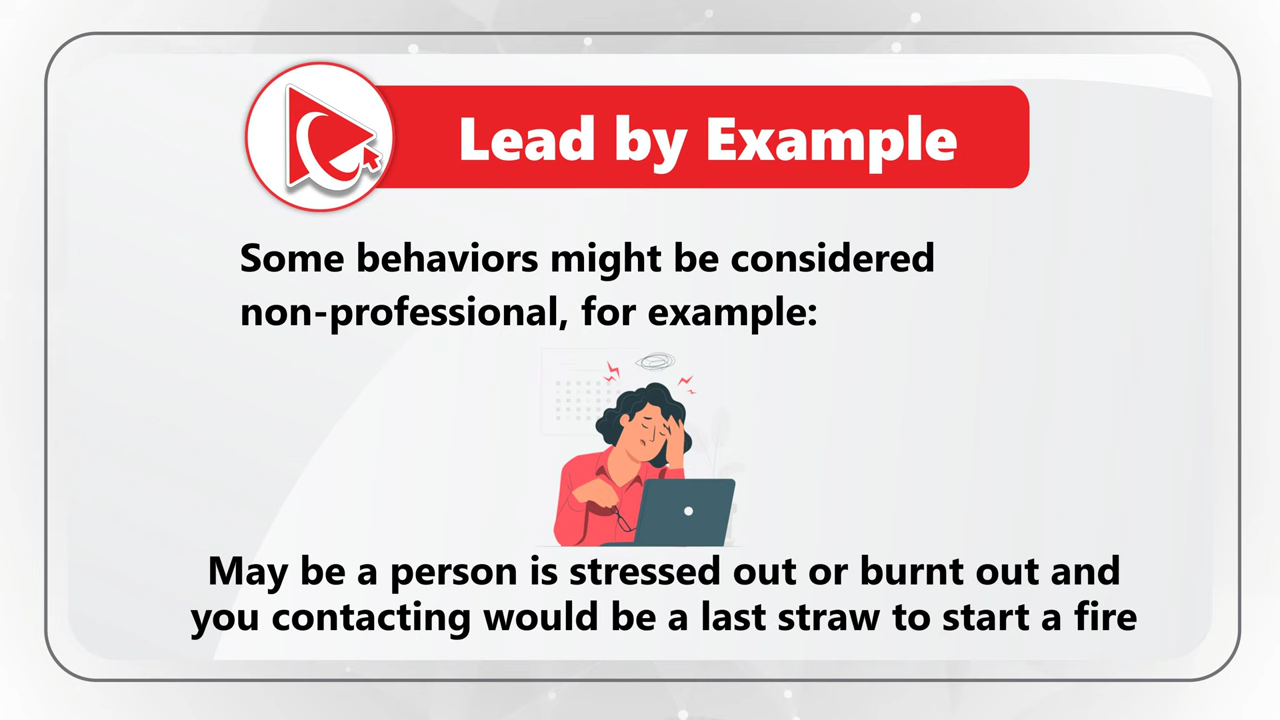 Lead by Example
Some behaviors might be considered
non-professional, for example:
May be a person is stressed out or burnt out and
you contacting would be a last straw to start a fire